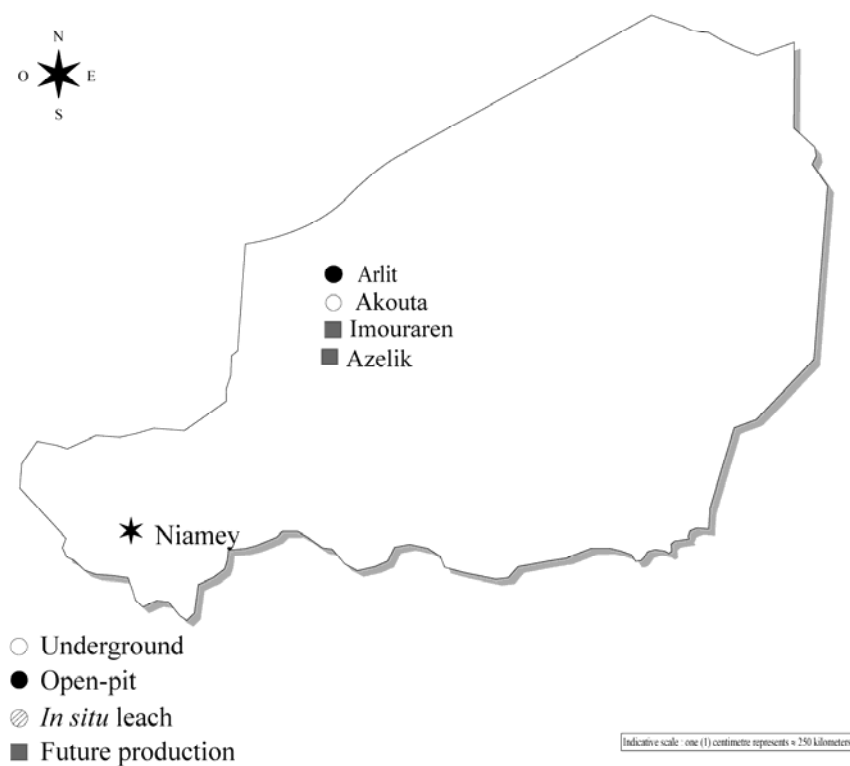 N
O E
S
Arlit
Akouta
Imouraren
Azelik
Niamey
Underground
Open-pit
In situ leach
Future production
Indicative scale : one (1) centimetre represents ≈ 250 kilometers